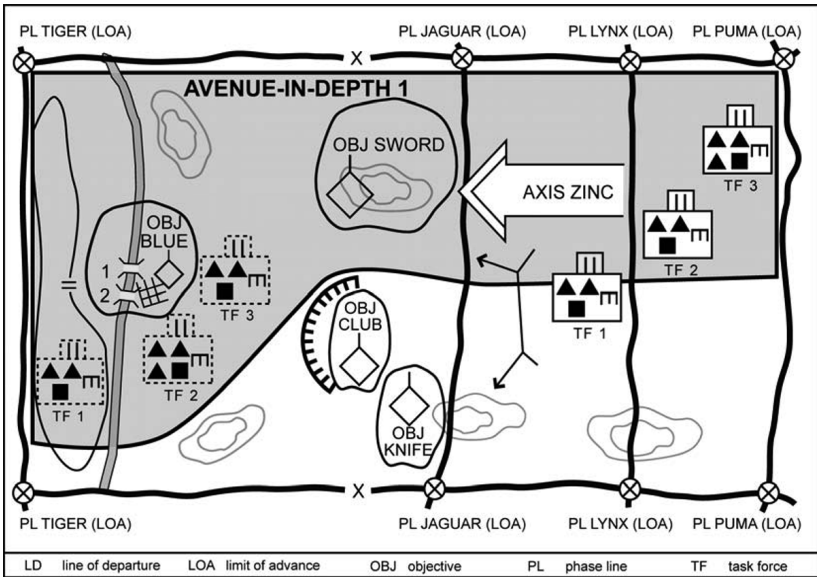 PL TIGER (LOA)
PL JAGUAR (LOA)
PL LYNX (LOA)
PL PUMA (LOA)
X
AVENUE-IN-DEPTH 1
OBJ SWORD
AXIS ZINC
E
TF 3
E
TF 2
E
TF 1
OBJ
BLUE
1
2
E
TF 3
E
TF 2
E
TF 1
OBJ
CLUB
OBJ
KNIFE
X
PL TIGER (LOA)
PL JAGUAR (LOA)
PL LYNX (LOA)
PL PUMA (LOA)
LD line of departure LOA limit of advance OBJ objective PL phase line TF task force